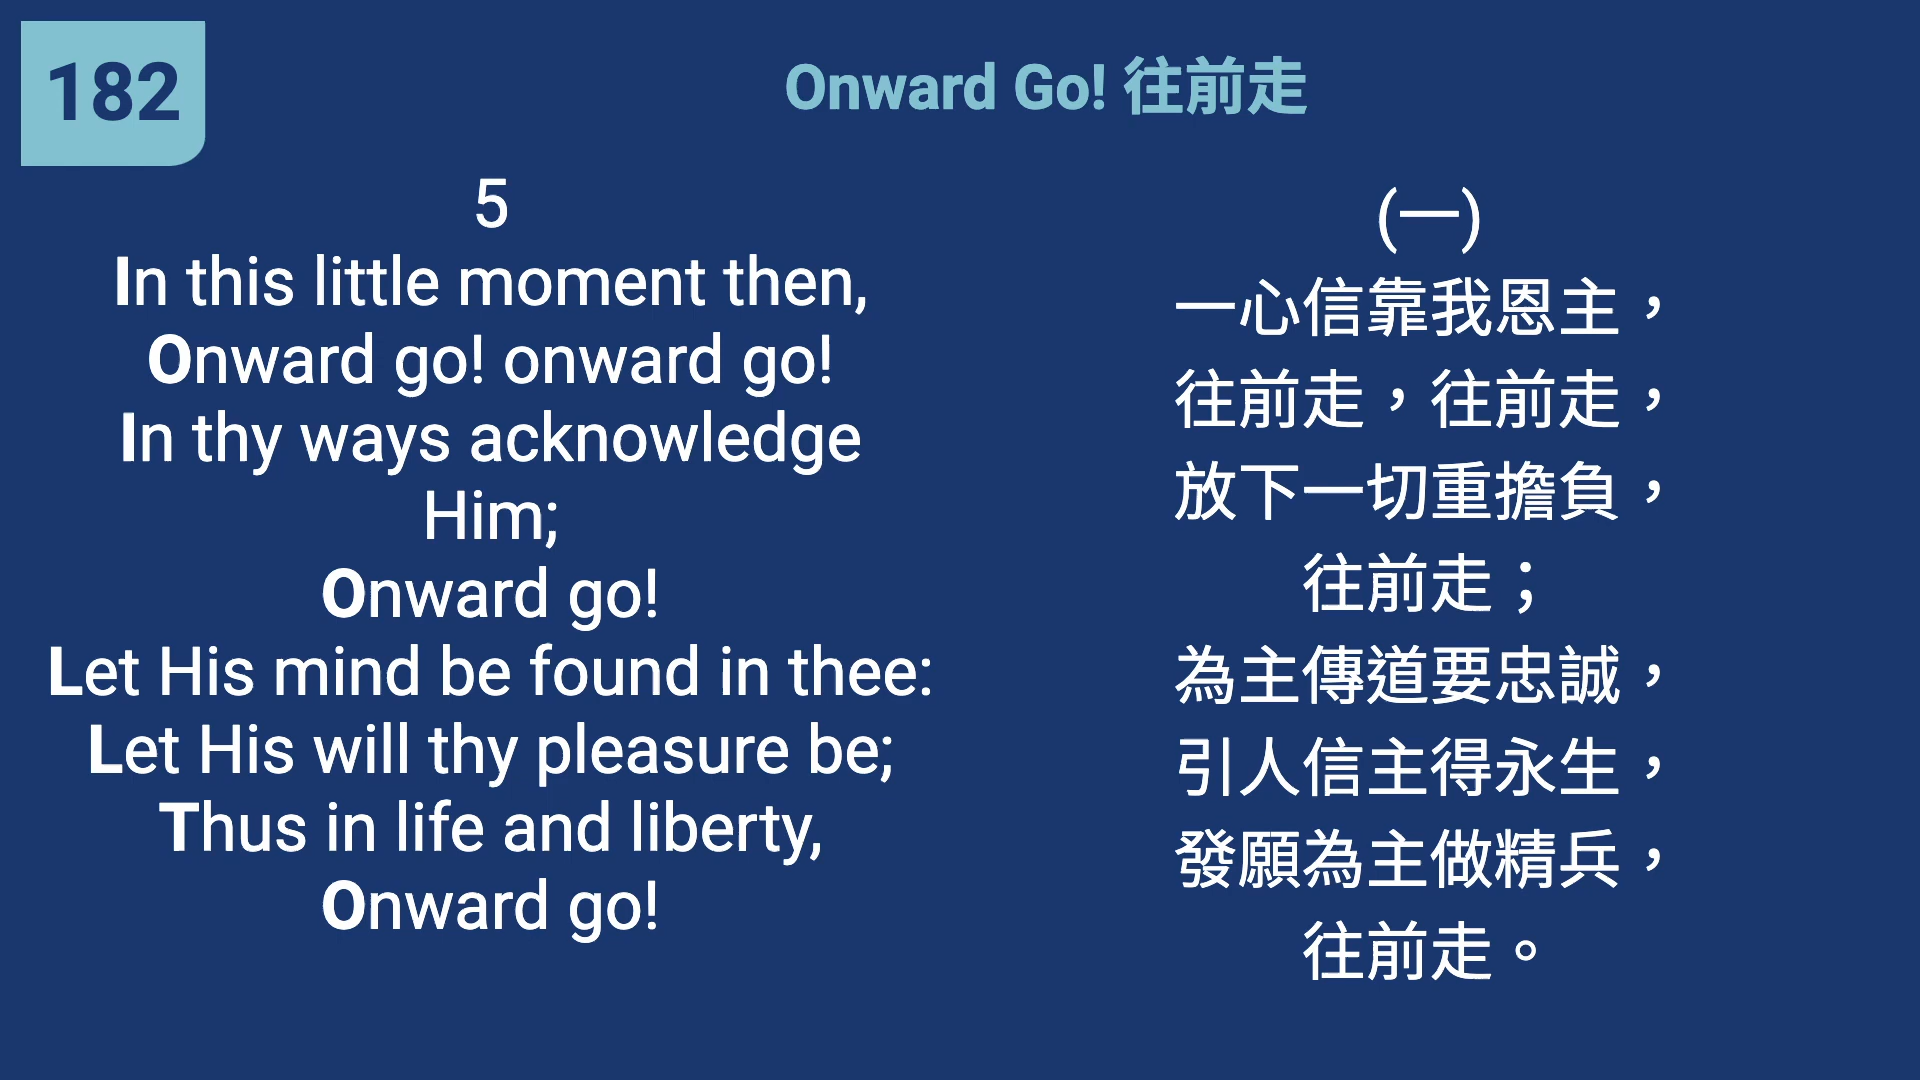 182
Onward Go! 往前走
5
In this little moment then,
Onward go! onward go!
In thy ways acknowledge
Him;
Onward go!
Let His mind be found in thee:
Let His will thy pleasure be;
Thus in life and liberty,
Onward go!
(一)
一心信靠我恩主，
往前走，往前走，
放下一切重擔負，
往前走；
為主傳道要忠誠，
引人信主得永生，
發願為主做精兵，
往前走。